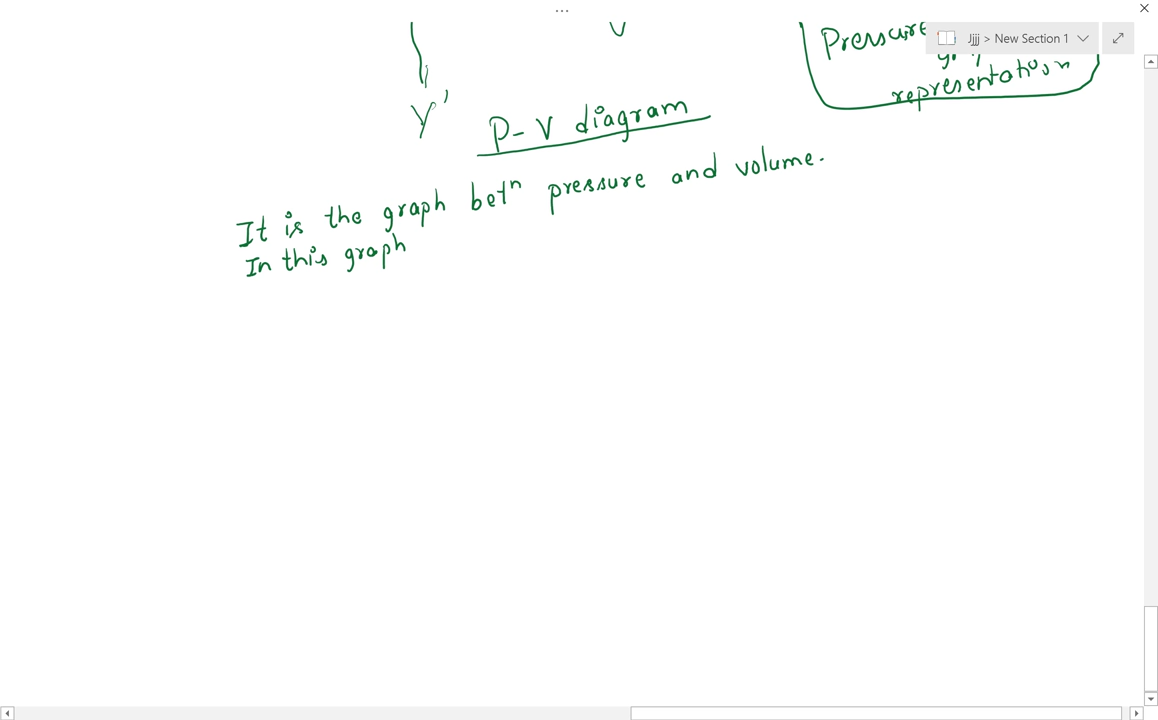 ...
V
Pressure
Jjjj > New Section 1
representation
Y'
P-V diagram
It is the graph betⁿ pressure and volume.
In this graph